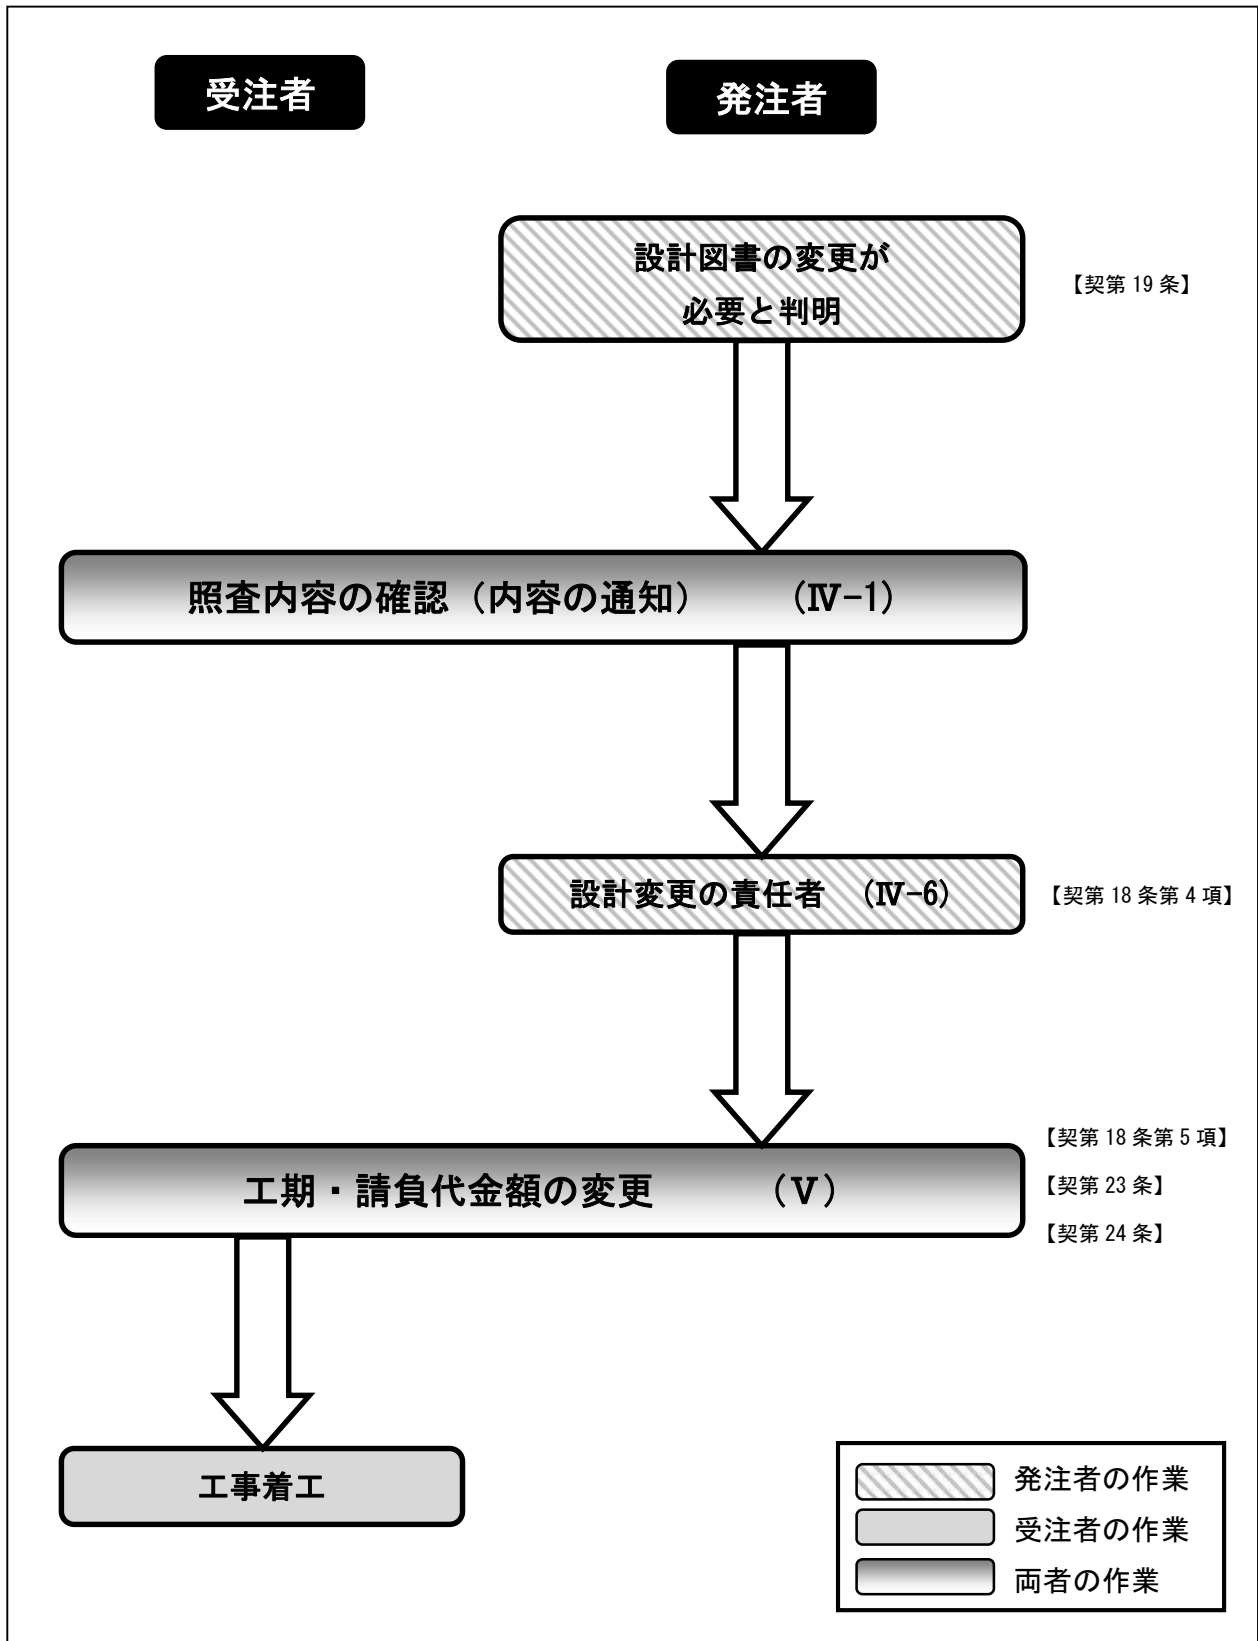 受注者
発注者
設計図書の変更が
必要と判明
【契第 19 条】
照査内容の確認（内容の通知） （Ⅳ-1）
設計変更の責任者 （Ⅳ-6）
【契第 18 条第 4 項】
工期・請負代金額の変更 （Ⅴ）
【契第 18 条第 5 項】
【契第 23 条】
【契第 24 条】
工事着工
発注者の作業
受注者の作業
両者の作業